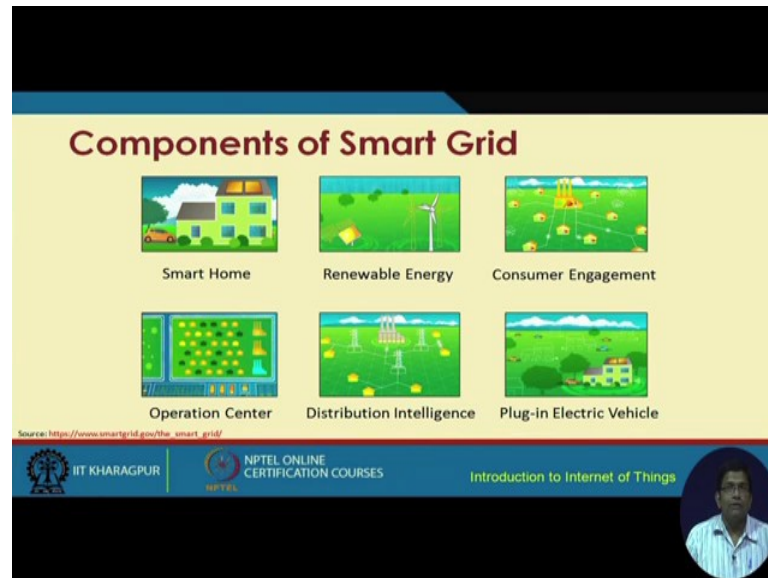 Components of Smart Grid
Smart Home
Renewable Energy
Consumer Engagement
Operation Center
Distribution Intelligence
Plug-in Electric Vehicle
Source: https://www.smartgrid.gov/the_smart_grid/
IIT KHARAGPUR
NPTEL
NPTEL ONLINE
CERTIFICATION COURSES
Introduction to Internet of Things